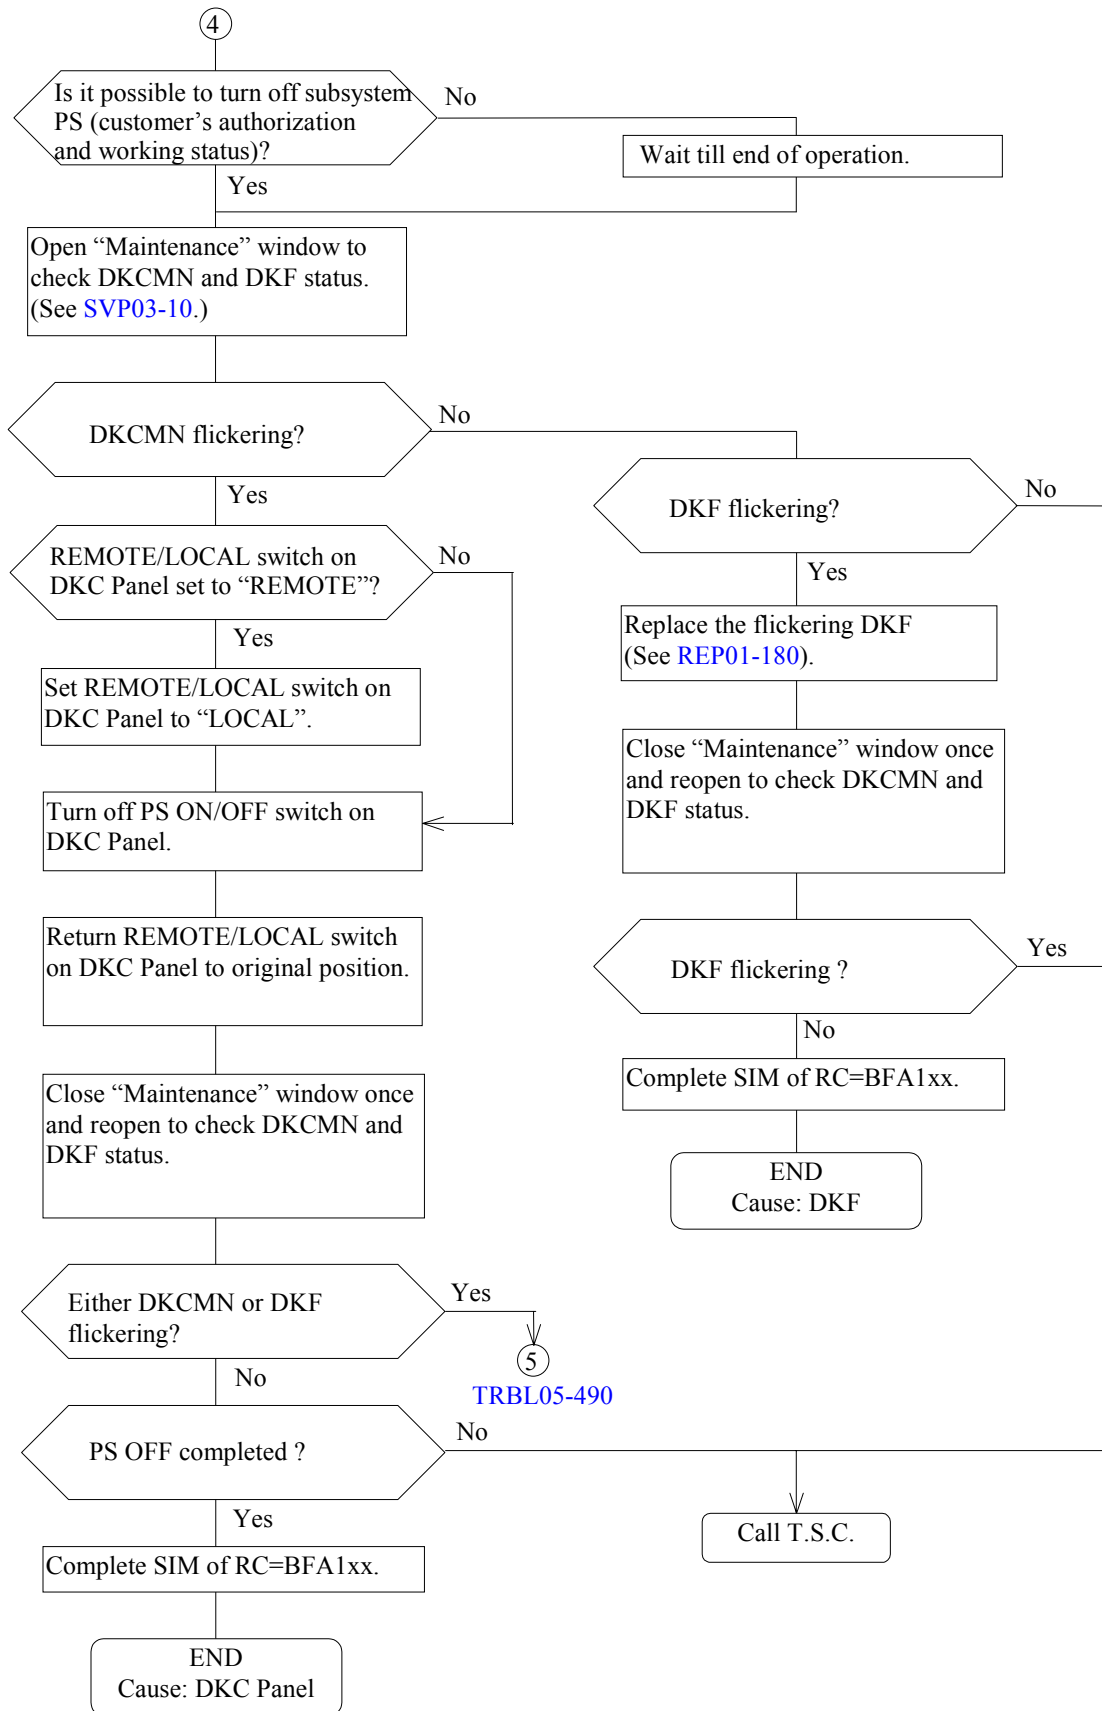 4
Is it possible to turn off subsystem
PS (customer’s authorization
and working status)?
No
Wait till end of operation.
Yes
Open “Maintenance” window to
check DKCMN and DKF status.
(See SVP03-10.)
DKCMN flickering?
No
Yes
REMOTE/LOCAL switch on
DKC Panel set to “REMOTE”?
No
Yes
Set REMOTE/LOCAL switch on
DKC Panel to “LOCAL”.
Turn off PS ON/OFF switch on
DKC Panel.
Return REMOTE/LOCAL switch
on DKC Panel to original position.
Close “Maintenance” window once
and reopen to check DKCMN and
DKF status.
Either DKCMN or DKF
flickering?
Yes
5
TRBL05-490
No
PS OFF completed ?
No
Yes
Complete SIM of RC=BFA1xx.
END
Cause: DKC Panel
DKF flickering?
No
Yes
Replace the flickering DKF
(See REP01-180).
Close “Maintenance” window once
and reopen to check DKCMN and
DKF status.
DKF flickering ?
Yes
No
Complete SIM of RC=BFA1xx.
END
Cause: DKF
Call T.S.C.